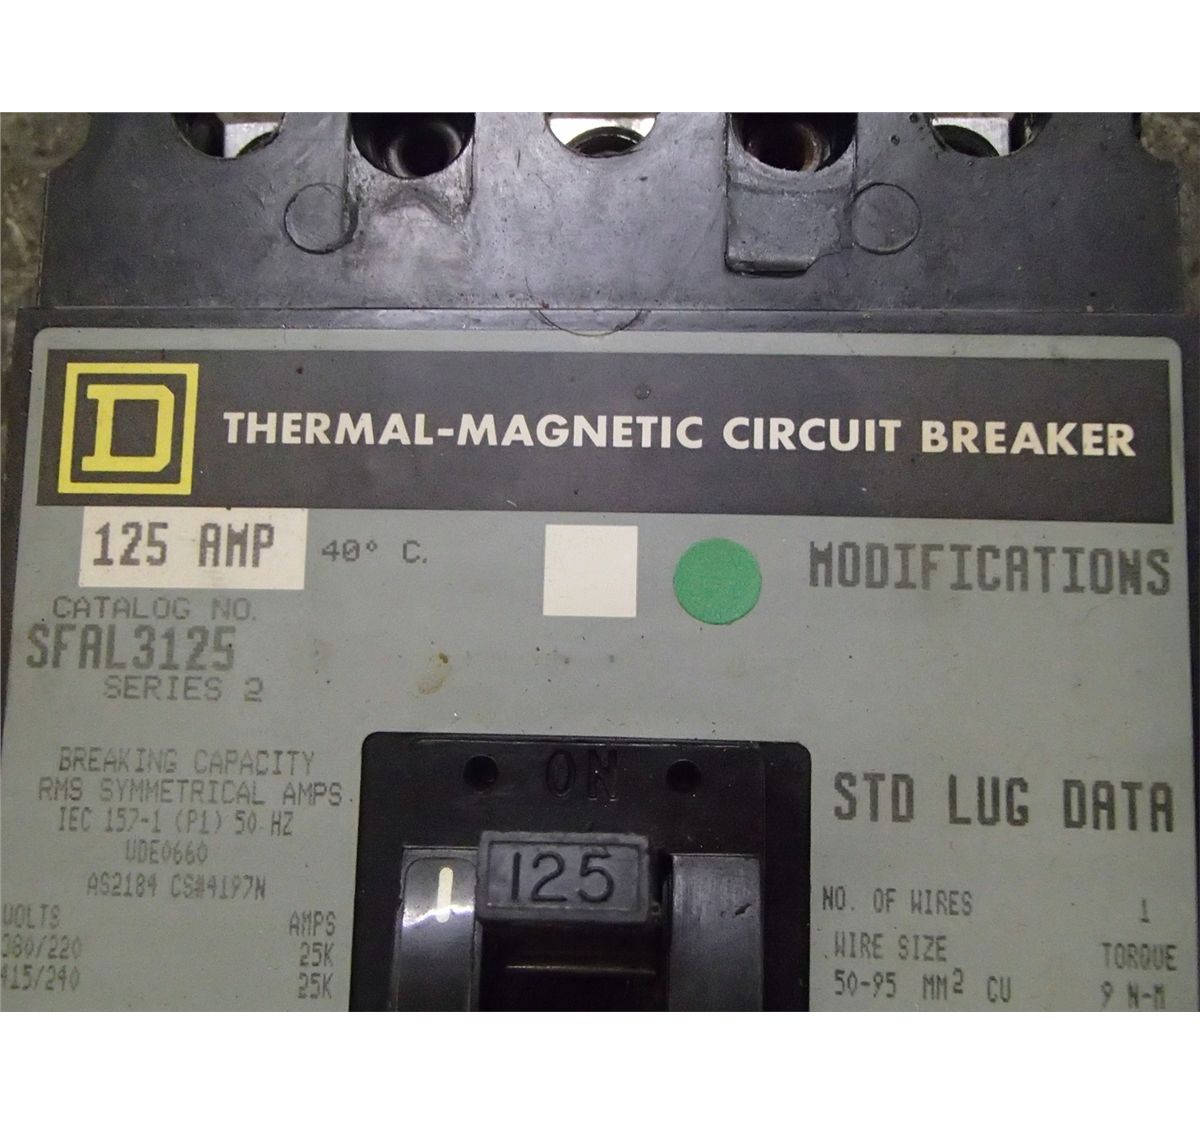 D THERMAL-MAGNETIC CIRCUIT BREAKER
125 AMP 40° C.
MODIFICATIONS
CATALOG NO.
SFAL3125
SERIES 2
BREAKING CAPACITY
RMS SYMMETRICAL AMPS
IEC 157-1 (P1) 50 HZ
VDE0660
AS2184 CS#4197N
VOLTS AMPS
380/220 25K
415/240 25K
ON
125
STD LUG DATA
NO. OF WIRES 1
WIRE SIZE TORQUE
50-95 MM² CU 9 N-M